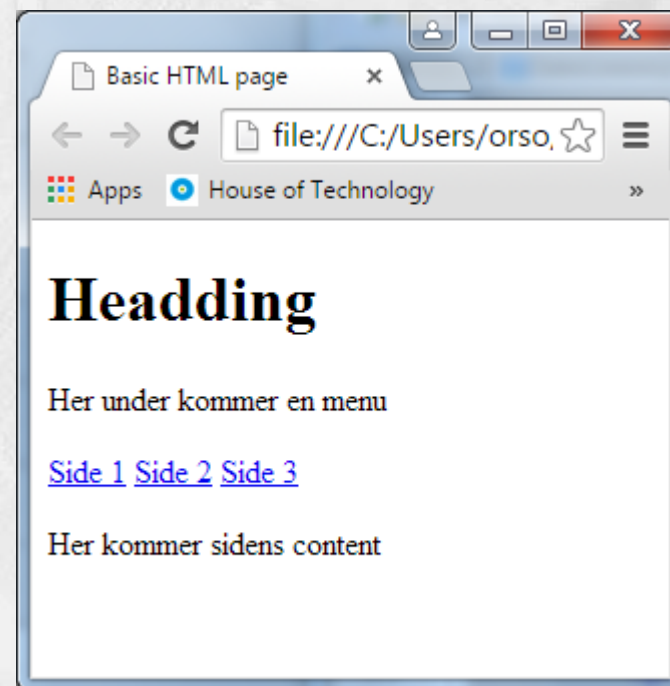 Basic HTML page
file:///C:/Users/orso,
Apps House of Technology »
Headding
Her under kommer en menu
Side 1 Side 2 Side 3
Her kommer sidens content